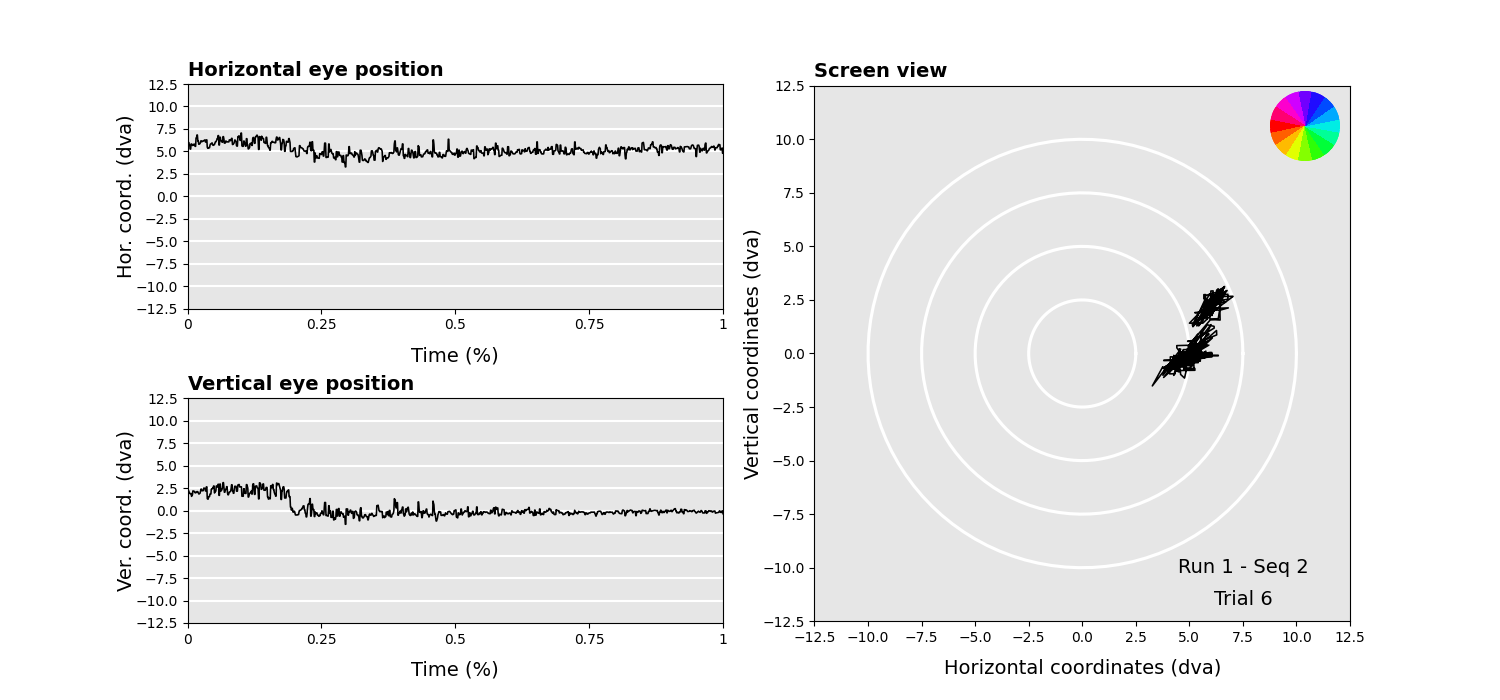 Horizontal eye position
Hor. coord. (dva)
12.5
10.0
7.5
5.0
2.5
0.0
−2.5
−5.0
−7.5
−10.0
−12.5
0 0.25 0.5 0.75 1
Time (%)
Vertical eye position
Ver. coord. (dva)
12.5
10.0
7.5
5.0
2.5
0.0
−2.5
−5.0
−7.5
−10.0
−12.5
0 0.25 0.5 0.75 1
Time (%)
Screen view
Vertical coordinates (dva)
12.5
10.0
7.5
5.0
2.5
0.0
−2.5
−5.0
−7.5
−10.0
−12.5
Run 1 - Seq 2
Trial 6
−12.5 −10.0 −7.5 −5.0 −2.5 0.0 2.5 5.0 7.5 10.0 12.5
Horizontal coordinates (dva)